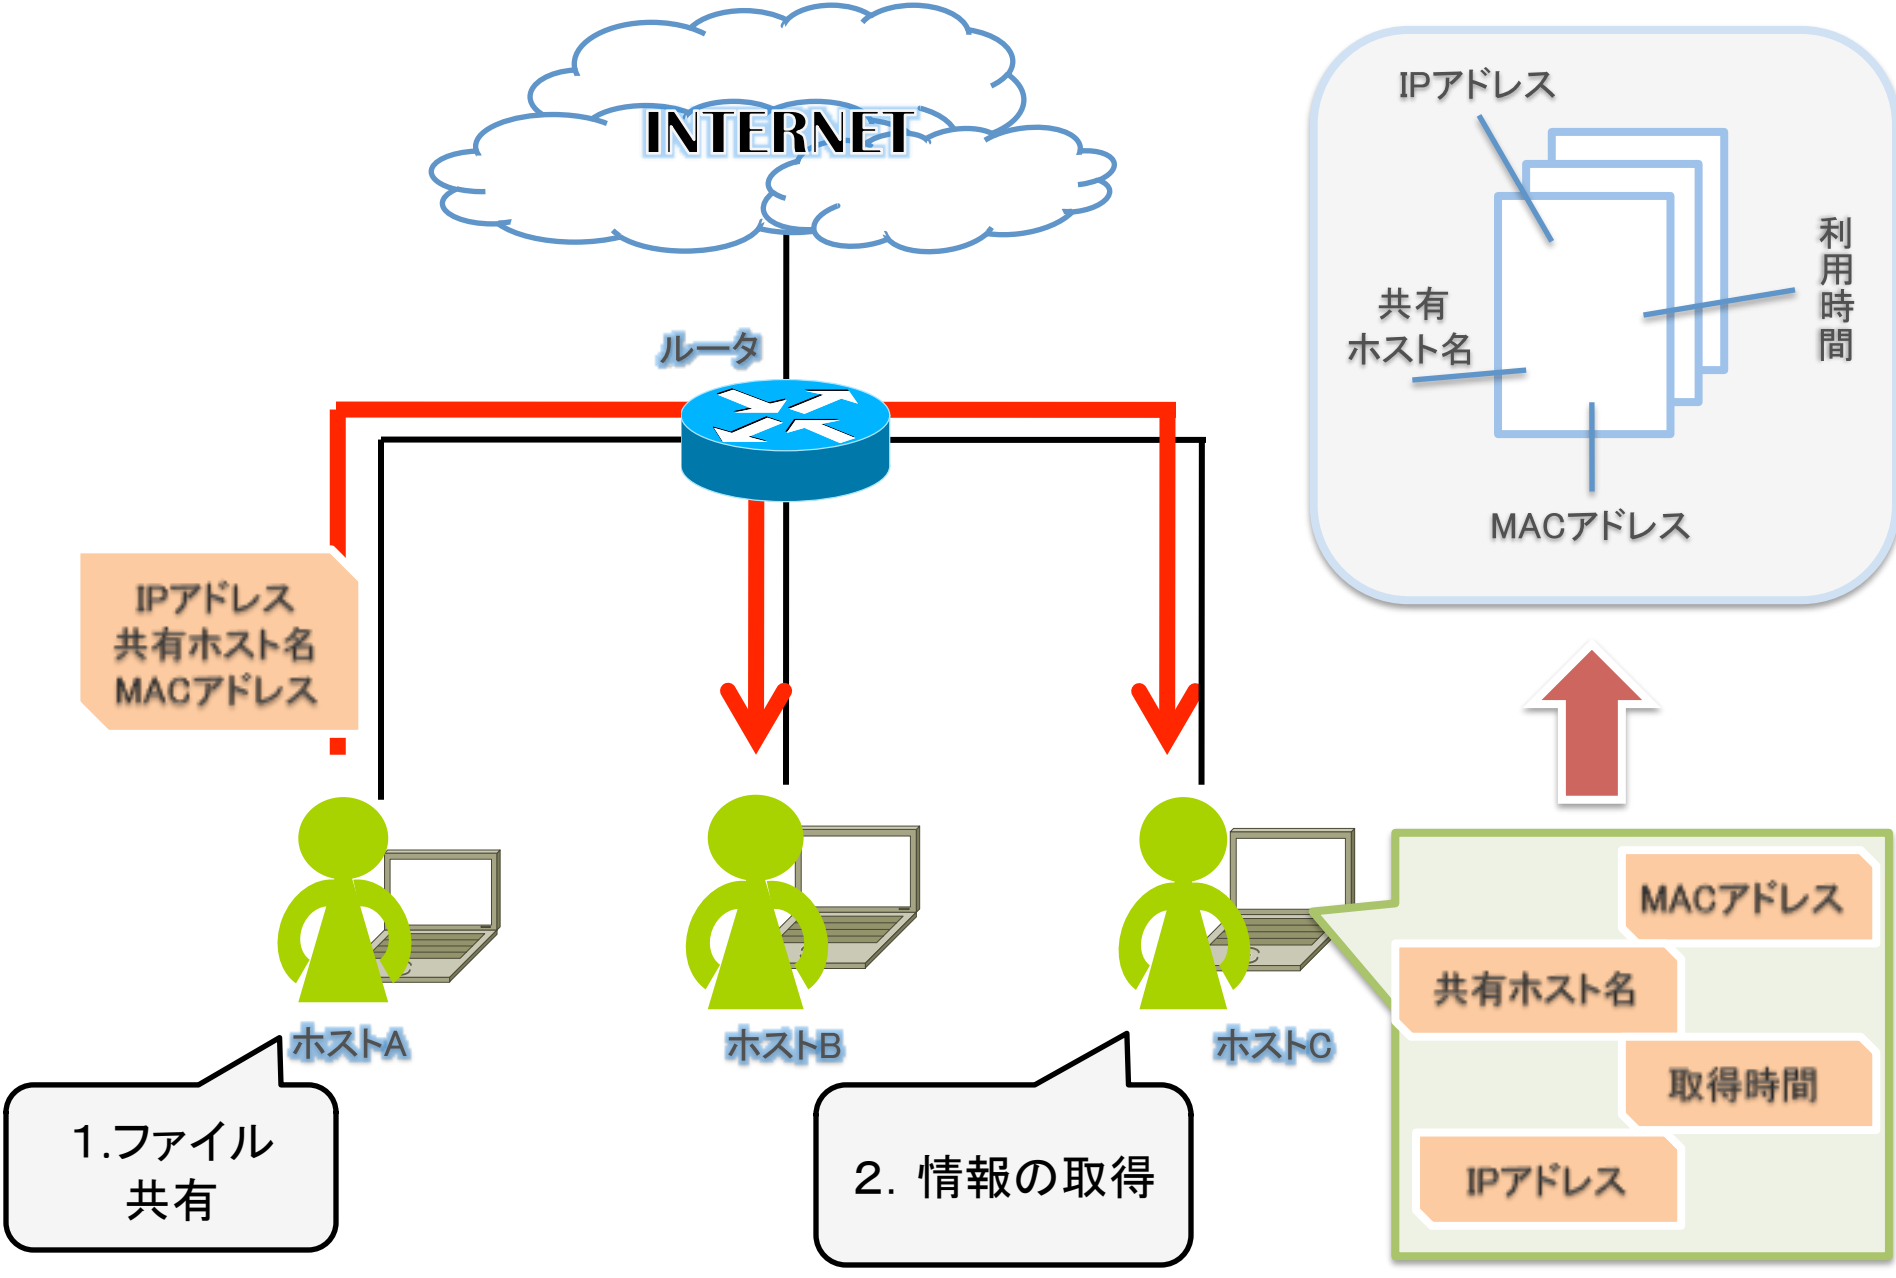 INTERNET
ルータ
IPアドレス
共有
ホスト名
利用時間
MACアドレス
IPアドレス
共有ホスト名
MACアドレス
ホストA
ホストB
ホストC
1.ファイル
共有
2. 情報の取得
MACアドレス
共有ホスト名
取得時間
IPアドレス